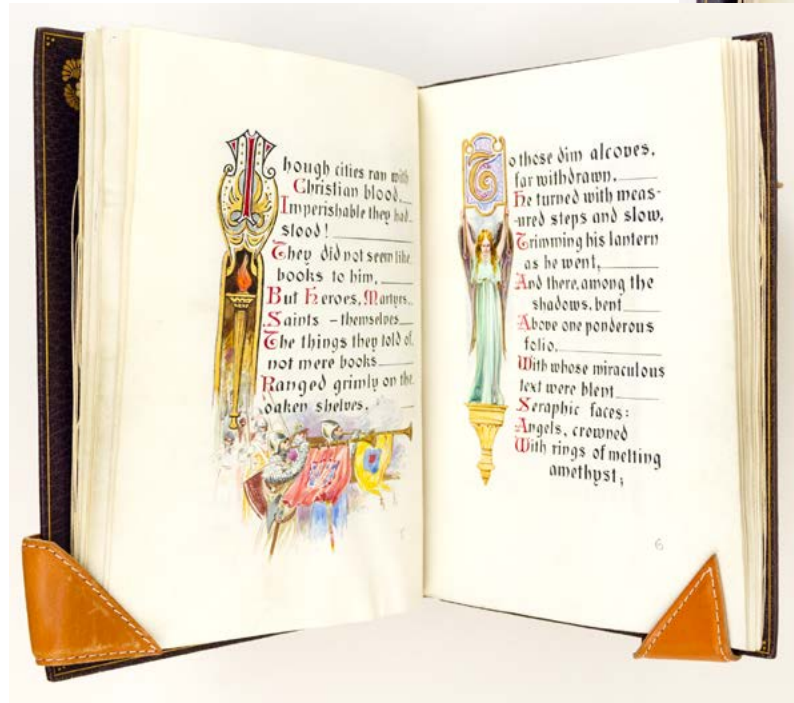 Though cities ran with
Christian blood,
Imperishable they had
stood!
They did not seem like
books to him,
But Heroes, Martyrs
Saints – themselves
The things they told of,
not mere books
Ranged grimly on the
oaken shelves.
To those dim alcoves,
far withdrawn,
He turned with meas-
-ured steps and slow,
Trimming his lantern
as he went,
And there, among the
shadows, bent
Above one ponderous
folio,
With whose miraculous
text were blent
Seraphic faces:
Angels, crowned
With rings of melting
amethyst;
6